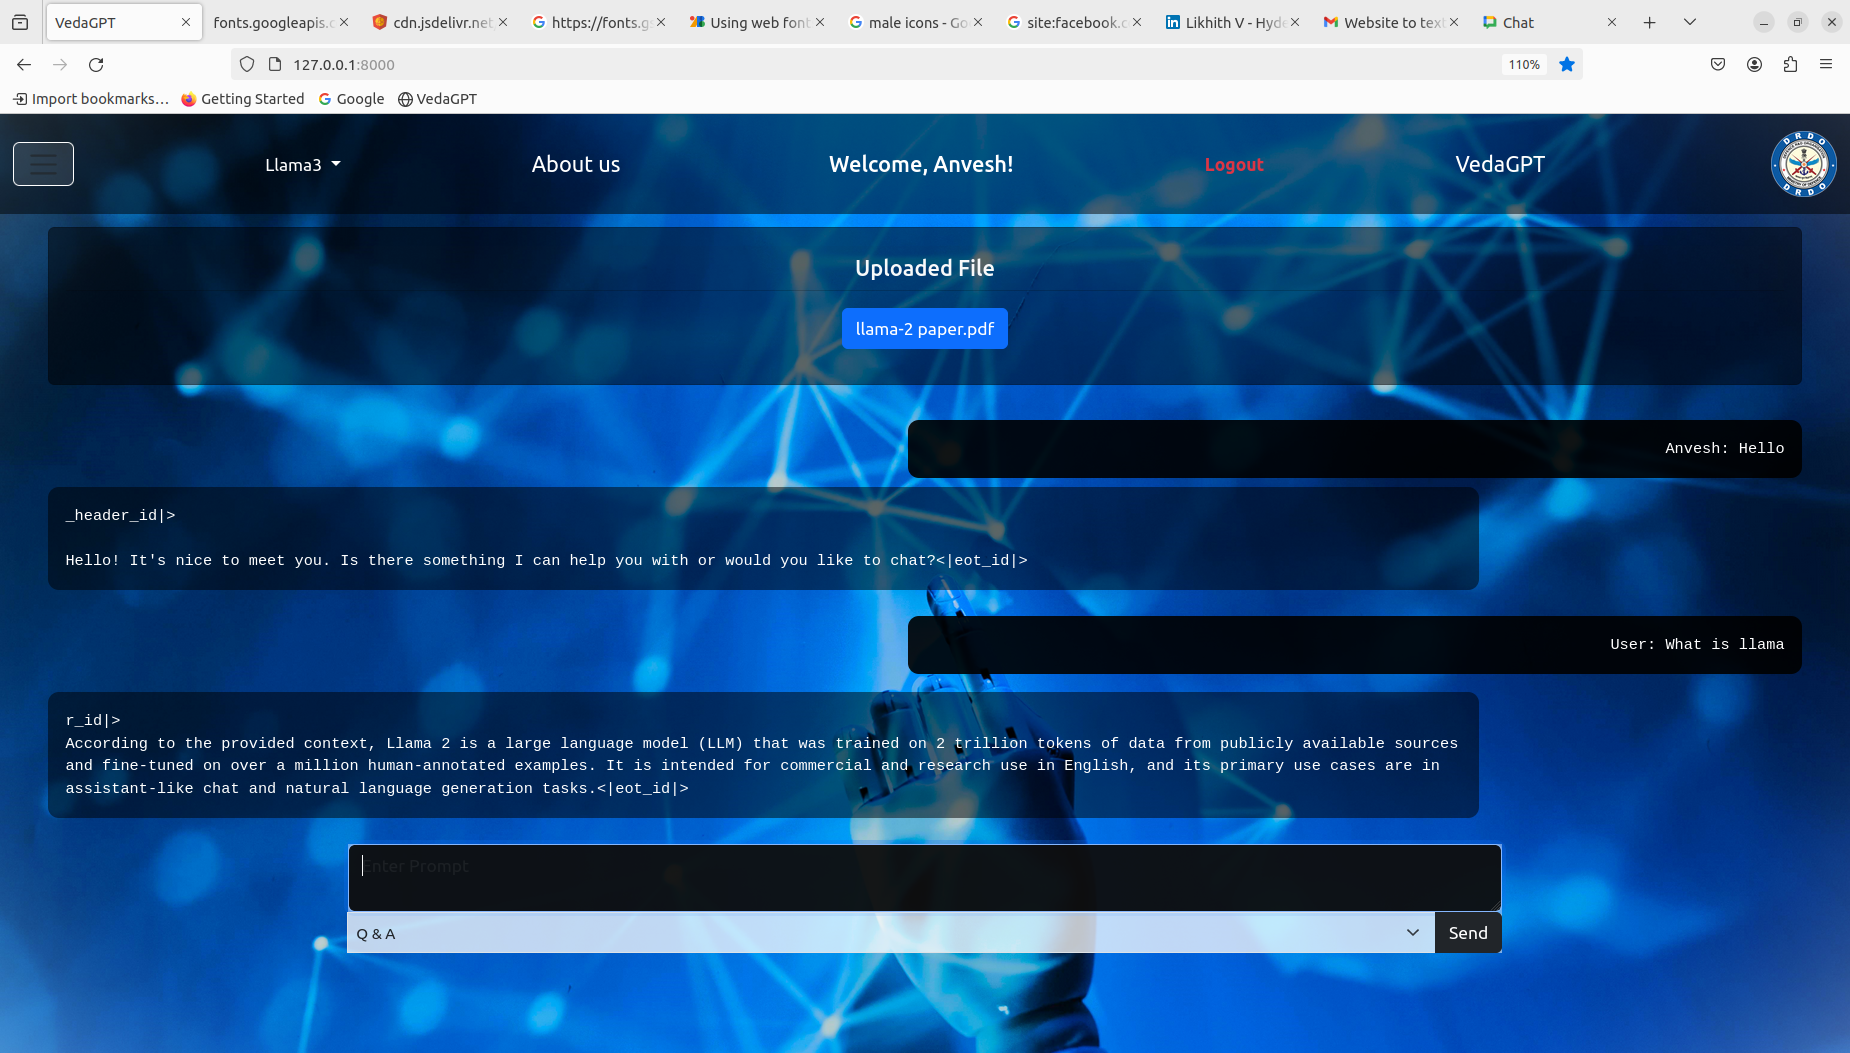 VedaGPT
fonts.googleapis.c
cdn.jsdelivr.net
https://fonts.g
Using web font
male icons - Go
site:facebook.c
Likhith V - Hyde
Website to text
Chat
127.0.0.1:8000
110%
Import bookmarks…
Getting Started
Google
VedaGPT
Llama3
About us
Welcome, Anvesh!
Logout
VedaGPT
DRDO
DRDO
Uploaded File
llama-2 paper.pdf
Anvesh: Hello
_header_id|>
Hello! It's nice to meet you. Is there something I can help you with or would you like to chat?<|eot_id|>
User: What is llama
r_id|>
According to the provided context, Llama 2 is a large language model (LLM) that was trained on 2 trillion tokens of data from publicly available sources
and fine-tuned on over a million human-annotated examples. It is intended for commercial and research use in English, and its primary use cases are in
assistant-like chat and natural language generation tasks.<|eot_id|>
Enter Prompt
Q & A
Send